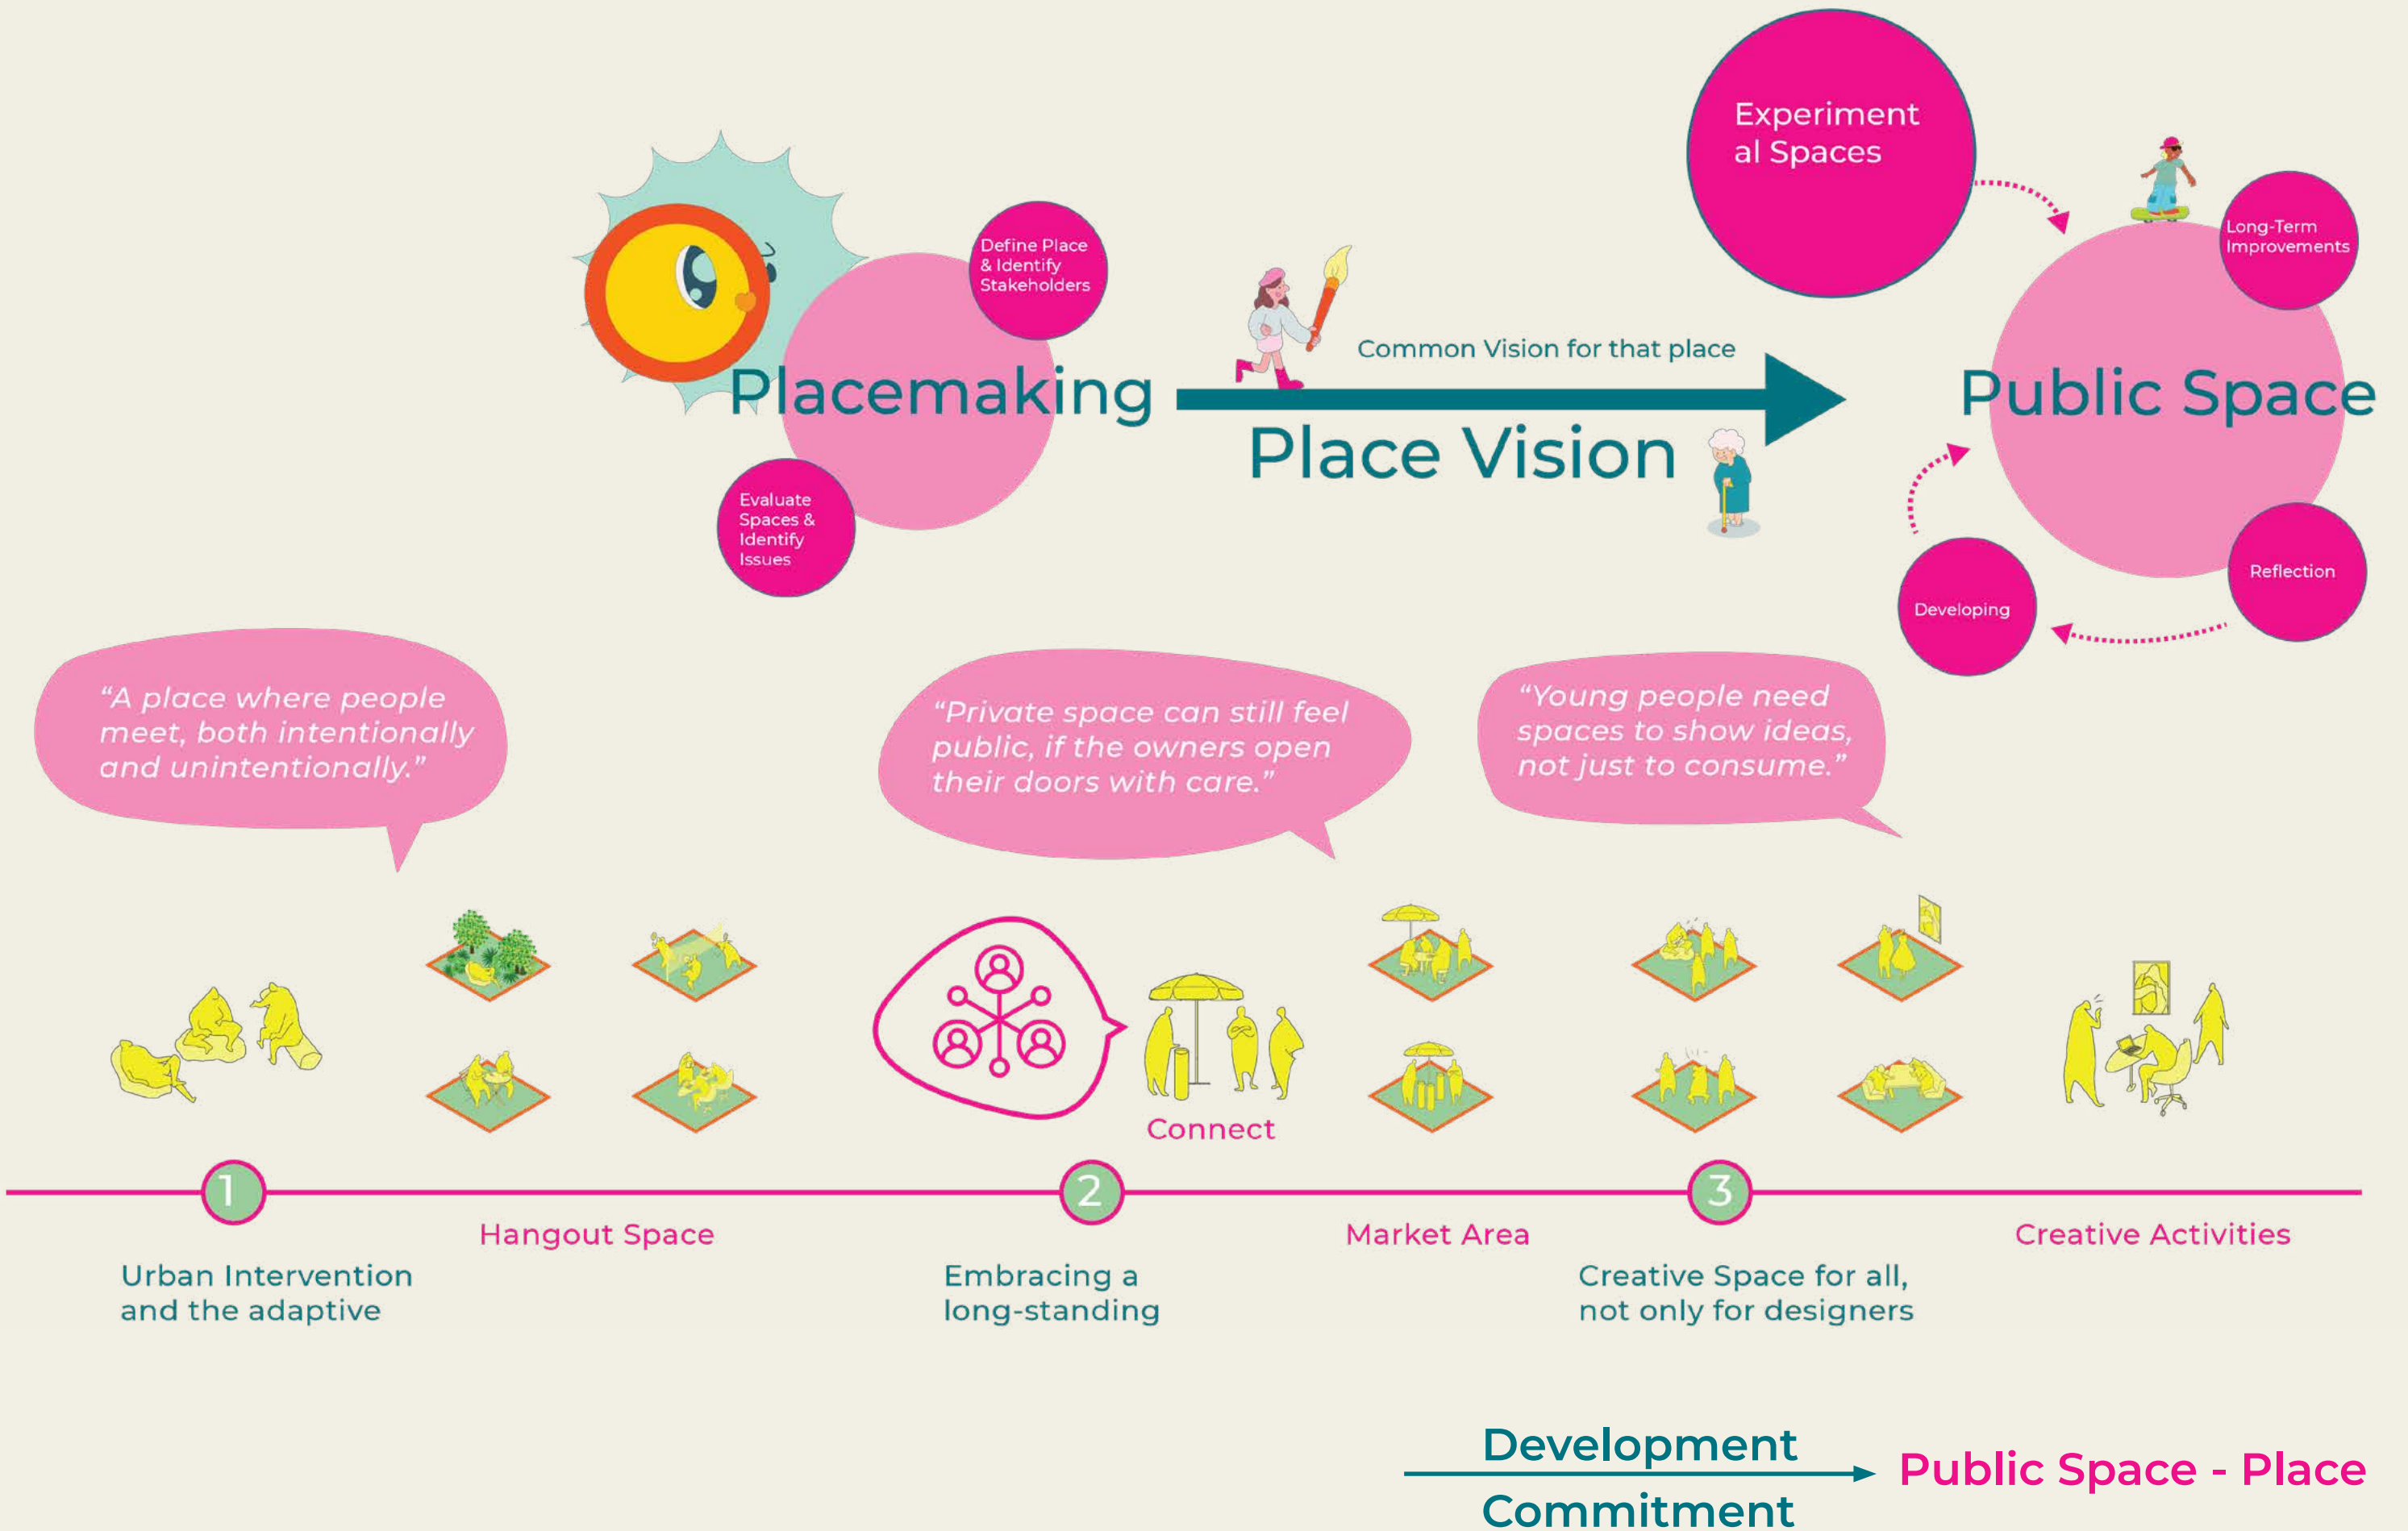 Experiment
al Spaces
Define Place
& Identify
Stakeholders
Long-Term
Improvements
Common Vision for that place
Placemaking
Public Space
Place Vision
Evaluate
Spaces &
Identify
Issues
Reflection
Developing
“A place where people
meet, both intentionally
and unintentionally.”
“Private space can still feel
public, if the owners open
their doors with care.”
“Young people need
spaces to show ideas,
not just to consume.”
Connect
1
2
3
Hangout Space
Market Area
Creative Activities
Urban Intervention
and the adaptive
Embracing a
long-standing
Creative Space for all,
not only for designers
Development
Commitment
Public Space - Place